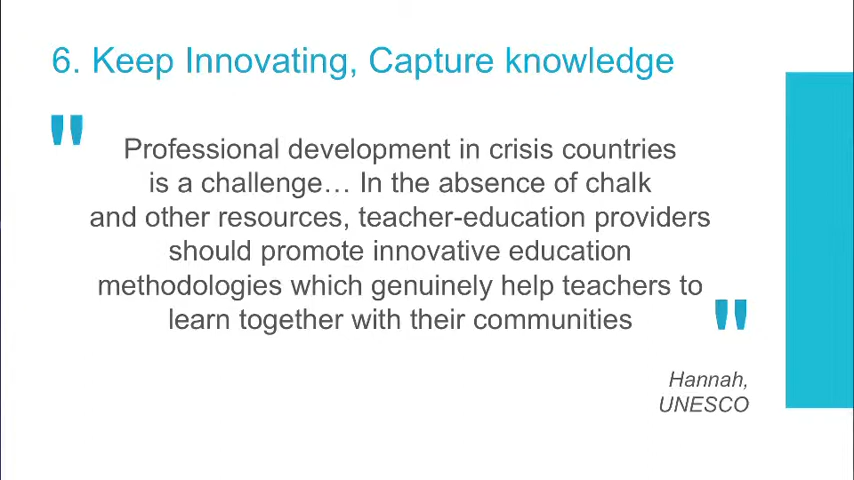 6. Keep Innovating, Capture knowledge
"
Professional development in crisis countries
is a challenge… In the absence of chalk
and other resources, teacher-education providers
should promote innovative education
methodologies which genuinely help teachers to
learn together with their communities
"
Hannah,
UNESCO